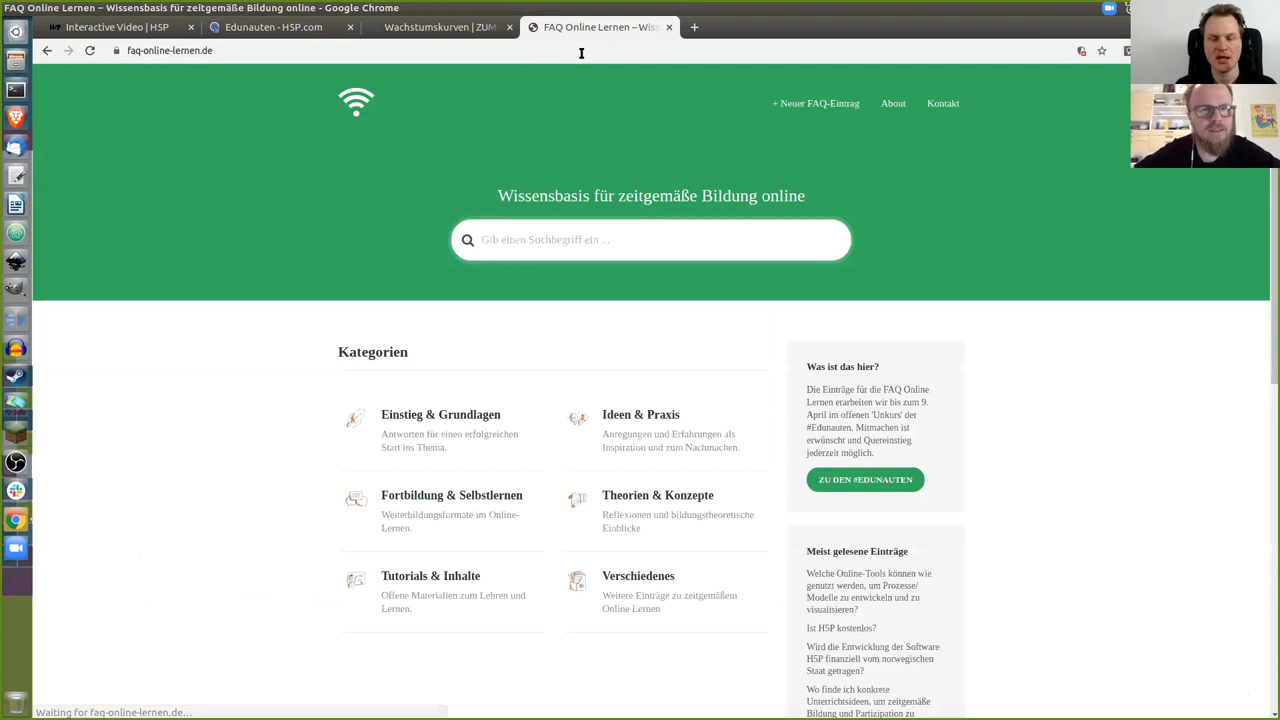 FAQ Online Lernen – Wissensbasis für zeitgemäße Bildung online - Google Chrome
Interactive Video | H5P
Edunauten - H5P.com
Wachstumskurven | ZUM-
FAQ Online Lernen – Wiss
faq-online-lernen.de
+ Neuer FAQ-Eintrag
About
Kontakt
Wissensbasis für zeitgemäße Bildung online
Gib einen Suchbegriff ein ...
Kategorien
Einstieg & Grundlagen
Antworten für einen erfolgreichen
Start ins Thema.
Ideen & Praxis
Anregungen und Erfahrungen als
Inspiration und zum Nachmachen.
Fortbildung & Selbstlernen
Weiterbildungsformate im Online-
Lernen.
Theorien & Konzepte
Reflexionen und bildungstheoretische
Einblicke
Tutorials & Inhalte
Offene Materialien zum Lehren und
Lernen.
Verschiedenes
Weitere Einträge zu zeitgemäßem
Online Lernen
Was ist das hier?
Die Einträge für die FAQ Online
Lernen erarbeiten wir bis zum 9.
April im offenen 'Unkurs' der
#Edunauten. Mitmachen ist
erwünscht und Quereinstieg
jederzeit möglich.
ZU DEN #EDUNAUTEN
Meist gelesene Einträge
Welche Online-Tools können wie
genutzt werden, um Prozesse/
Modelle zu entwickeln und zu
visualisieren?
Ist H5P kostenlos?
Wird die Entwicklung der Software
H5P finanziell vom norwegischen
Staat getragen?
Wo finde ich konkrete
Unterrichtsideen, um zeitgemäße
Bildung und Partizipation zu
Waiting for faq-online-lernen.de...